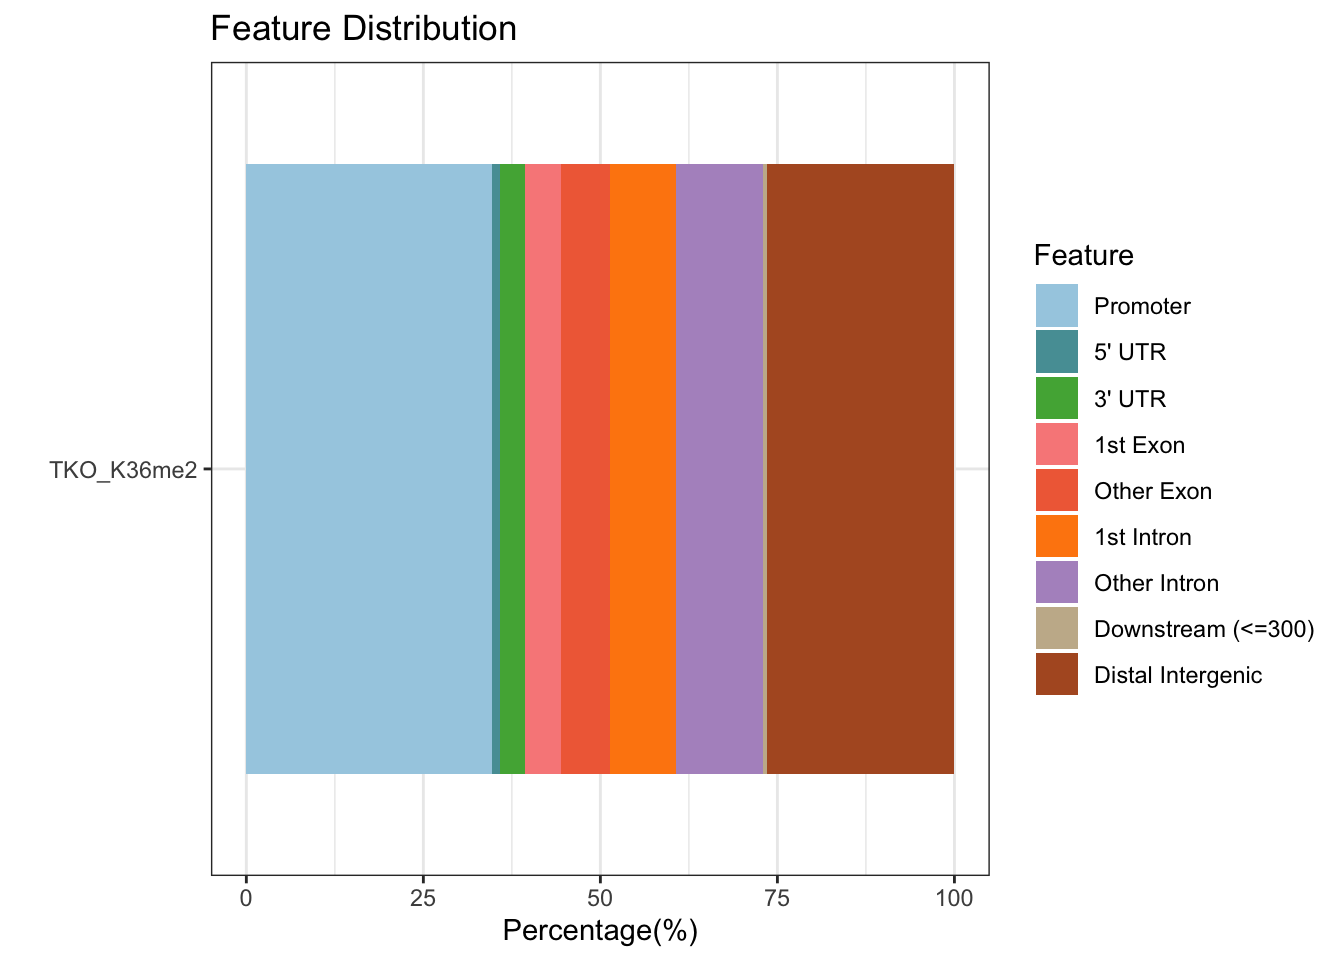 Feature Distribution
TKO_K36me2
0 25 50 75 100
Percentage(%)
Feature
Promoter
5' UTR
3' UTR
1st Exon
Other Exon
1st Intron
Other Intron
Downstream (<=300)
Distal Intergenic